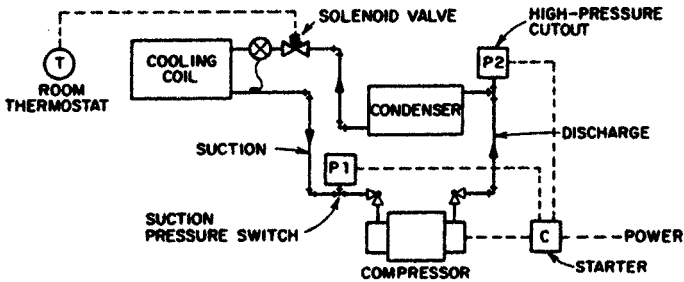 SOLENOID VALVE
HIGH-PRESSURE
CUTOUT
T
ROOM
THERMOSTAT
COOLING
COIL
P2
CONDENSER
DISCHARGE
SUCTION
P1
SUCTION
PRESSURE SWITCH
COMPRESSOR
C
POWER
STARTER